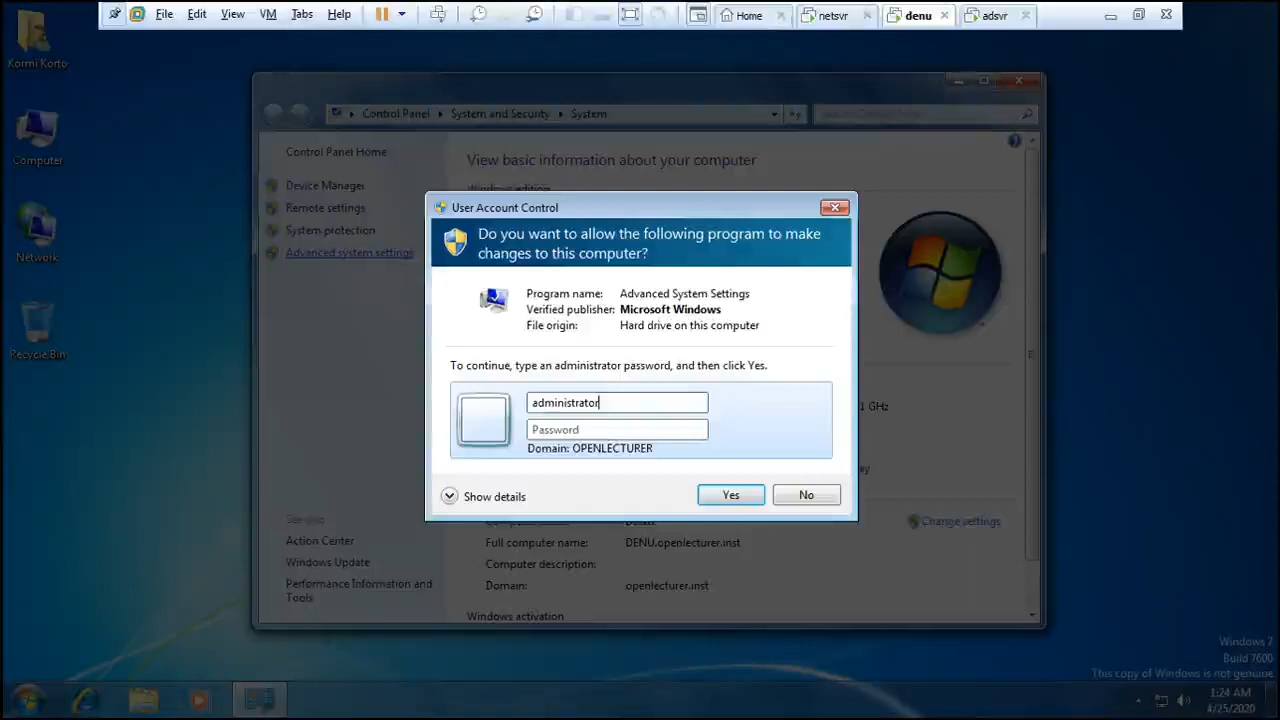 File Edit View VM Tabs Help Home netsvr denu adsvr
Kormi Korto
Computer
Network
Recycle Bin
Control Panel System and Security System
Control Panel Home
Device Manager
Remote settings
System protection
Advanced system settings
View basic information about your computer
Windows edition
User Account Control
Do you want to allow the following program to make
changes to this computer?
Program name: Advanced System Settings
Verified publisher: Microsoft Windows
File origin: Hard drive on this computer
To continue, type an administrator password, and then click Yes.
administrator
Password
Domain: OPENLECTURER
Show details
Yes
No
1 GHz
Change settings
Full computer name: DENU.openlecturer.inst
Computer description:
Domain: openlecturer.inst
Windows activation
See also
Action Center
Windows Update
Performance Information and
Tools
Windows 7
Build 7600
This copy of Windows is not genuine
1:24 AM
4/25/2020